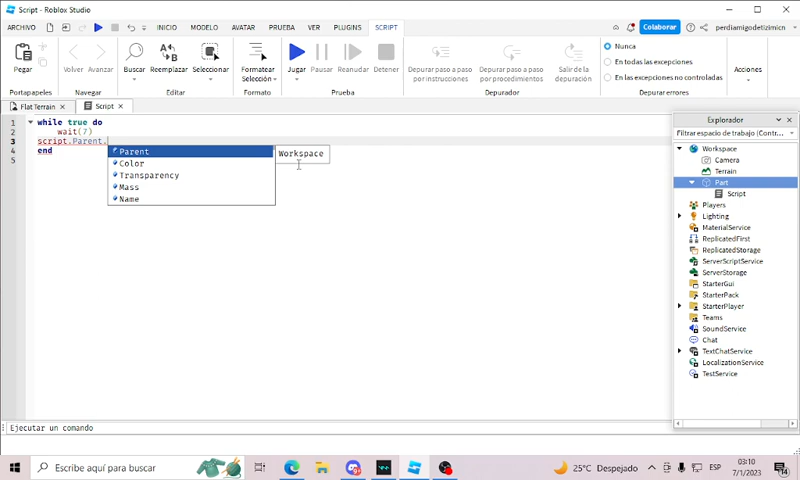 Script - Roblox Studio
ARCHIVO
INICIO
MODELO
AVATAR
PRUEBA
VER
PLUGINS
SCRIPT
Colaborar
perdiamigodetizimicn
Pegar
Volver
Avanzar
Buscar
Reemplazar
Seleccionar
Formatear
Selección
Jugar
Pausar
Reanudar
Detener
Depurar paso a paso
por instrucciones
Depurar paso a paso
por procedimientos
Salir de la
depuración
Nunca
En todas las excepciones
En las excepciones no controladas
Acciones
Portapapeles
Navegar
Editar
Formato
Prueba
Depurador
Depurar errores
Flat Terrain
Script
1 while true do
2 wait(7)
3 script.Parent.
4 end
5
Parent
Color
Transparency
Mass
Name
Workspace
Explorador
Filtrar espacio de trabajo (Contr...
Workspace
Camera
Terrain
Part
Script
Players
Lighting
MaterialService
ReplicatedFirst
ReplicatedStorage
ServerScriptService
ServerStorage
StarterGui
StarterPack
StarterPlayer
Teams
SoundService
Chat
TextChatService
LocalizationService
TestService
Ejecutar un comando
Escribe aquí para buscar
25°C Despejado
ESP
03:10
7/1/2023
14